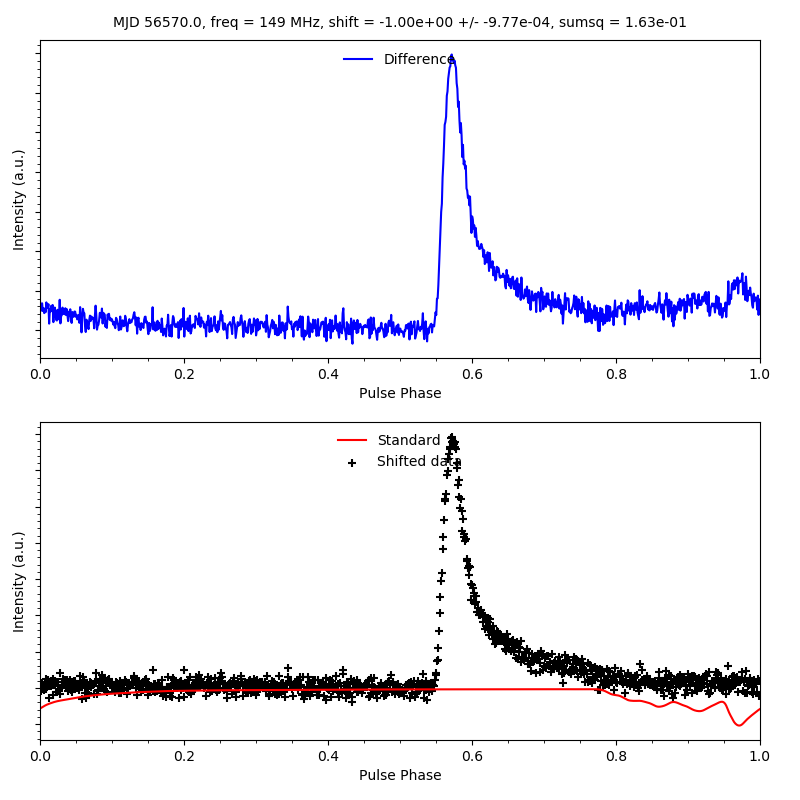 MJD 56570.0, freq = 149 MHz, shift = -1.00e+00 +/- -9.77e-04, sumsq = 1.63e-01
Difference
Intensity (a.u.)
0.0 0.2 0.4 0.6 0.8 1.0
Pulse Phase
Standard
Shifted data
Intensity (a.u.)
0.0 0.2 0.4 0.6 0.8 1.0
Pulse Phase